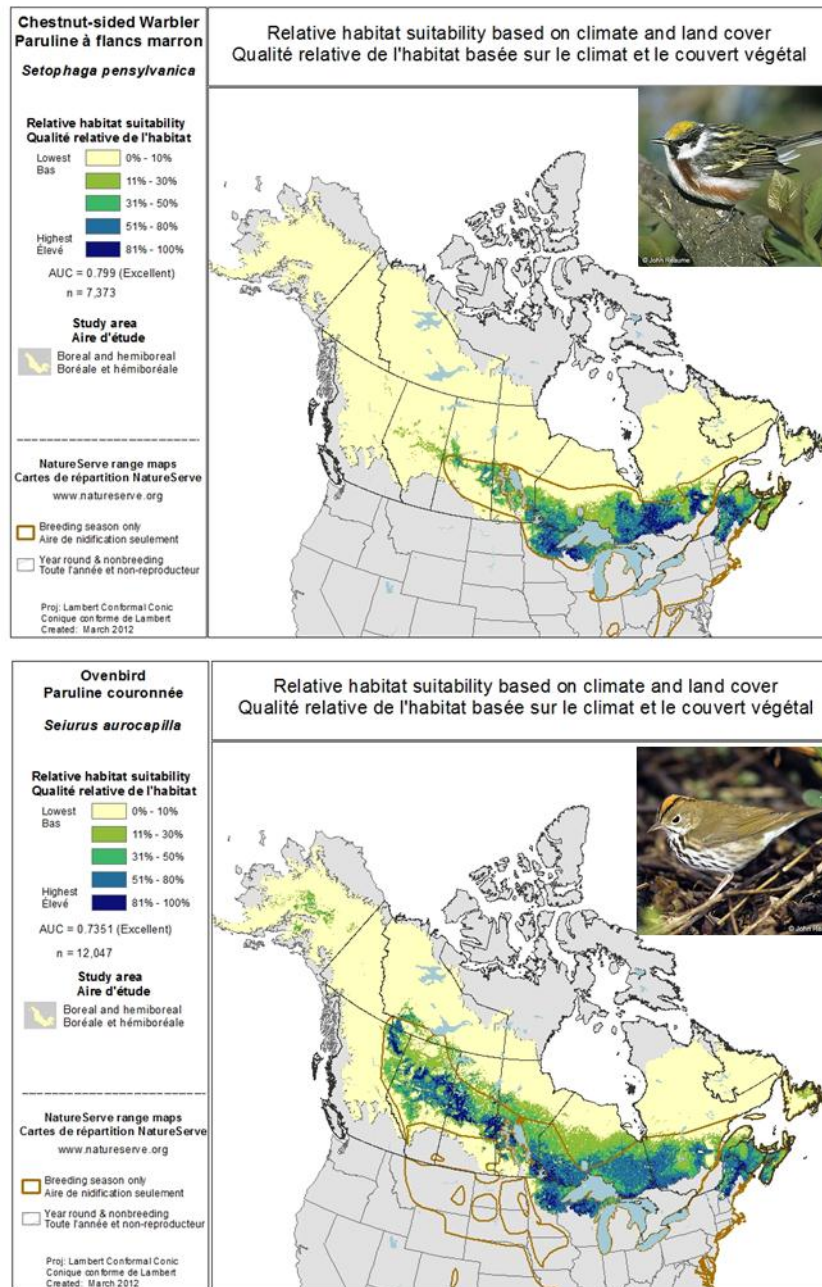 Chestnut-sided Warbler
Paruline à flancs marron
Setophaga pensylvanica
Relative habitat suitability
Qualité relative de l'habitat
Lowest
Bas
0% - 10%
11% - 30%
31% - 50%
51% - 80%
Highest
Élevé
81% - 100%
AUC = 0.799 (Excellent)
n = 7,373
Study area
Aire d'étude
Boreal and hemiboreal
Boréale et hémiboréale
NatureServe range maps
Cartes de répartition NatureServe
www.natureserve.org
Breeding season only
Aire de nidification seulement
Year round & nonbreeding
Toute l'année et non-reproducteur
Proj: Lambert Conformal Conic
Conique conforme de Lambert
Created: March 2012
Relative habitat suitability based on climate and land cover
Qualité relative de l'habitat basée sur le climat et le couvert végétal
© John Reaume
Ovenbird
Paruline couronnée
Seiurus aurocapilla
Relative habitat suitability
Qualité relative de l'habitat
Lowest
Bas
0% - 10%
11% - 30%
31% - 50%
51% - 80%
Highest
Élevé
81% - 100%
AUC = 0.7351 (Excellent)
n = 12,047
Study area
Aire d'étude
Boreal and hemiboreal
Boréale et hémiboréale
NatureServe range maps
Cartes de répartition NatureServe
www.natureserve.org
Breeding season only
Aire de nidification seulement
Year round & nonbreeding
Toute l'année et non-reproducteur
Proj: Lambert Conformal Conic
Conique conforme de Lambert
Created: March 2012
Relative habitat suitability based on climate and land cover
Qualité relative de l'habitat basée sur le climat et le couvert végétal
© John